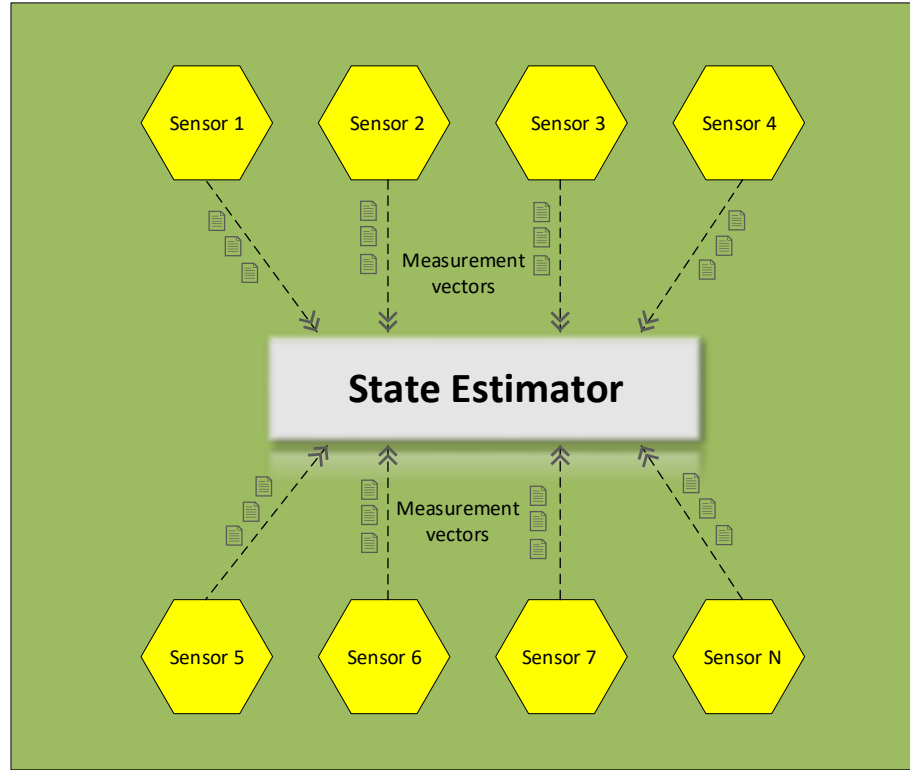 Sensor 1
Sensor 2
Sensor 3
Sensor 4
Measurement
vectors
State Estimator
Measurement
vectors
Sensor 5
Sensor 6
Sensor 7
Sensor N